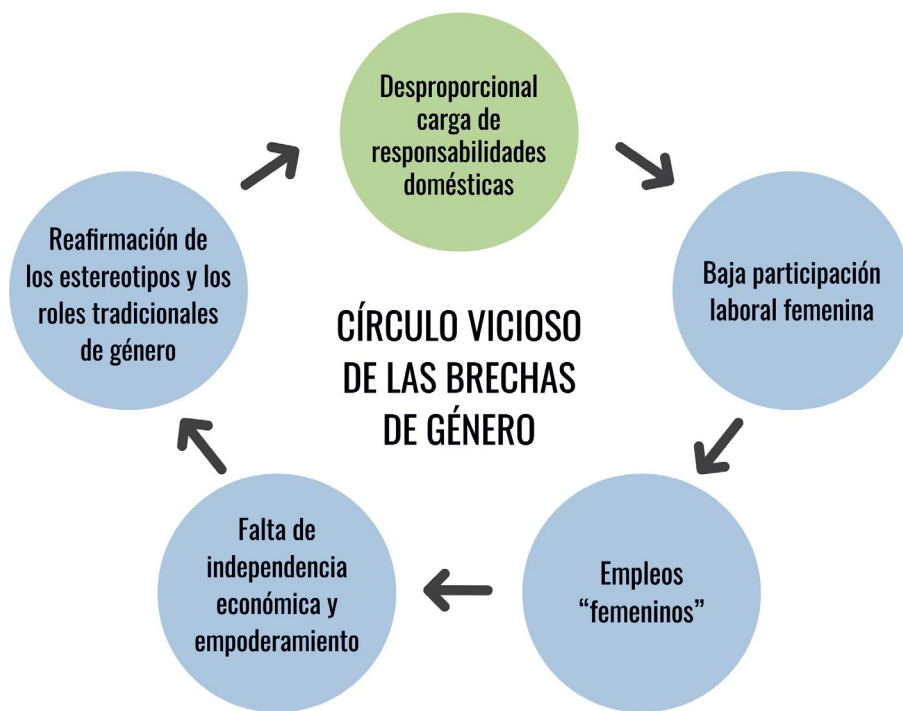 Desproporcional
carga de
responsabilidades
domésticas
Baja participación
laboral femenina
Empleos
“femeninos”
Falta de
independencia
económica y
empoderamiento
Reafirmación de
los estereotipos y los
roles tradicionales
de género
CÍRCULO VICIOSO
DE LAS BRECHAS
DE GÉNERO